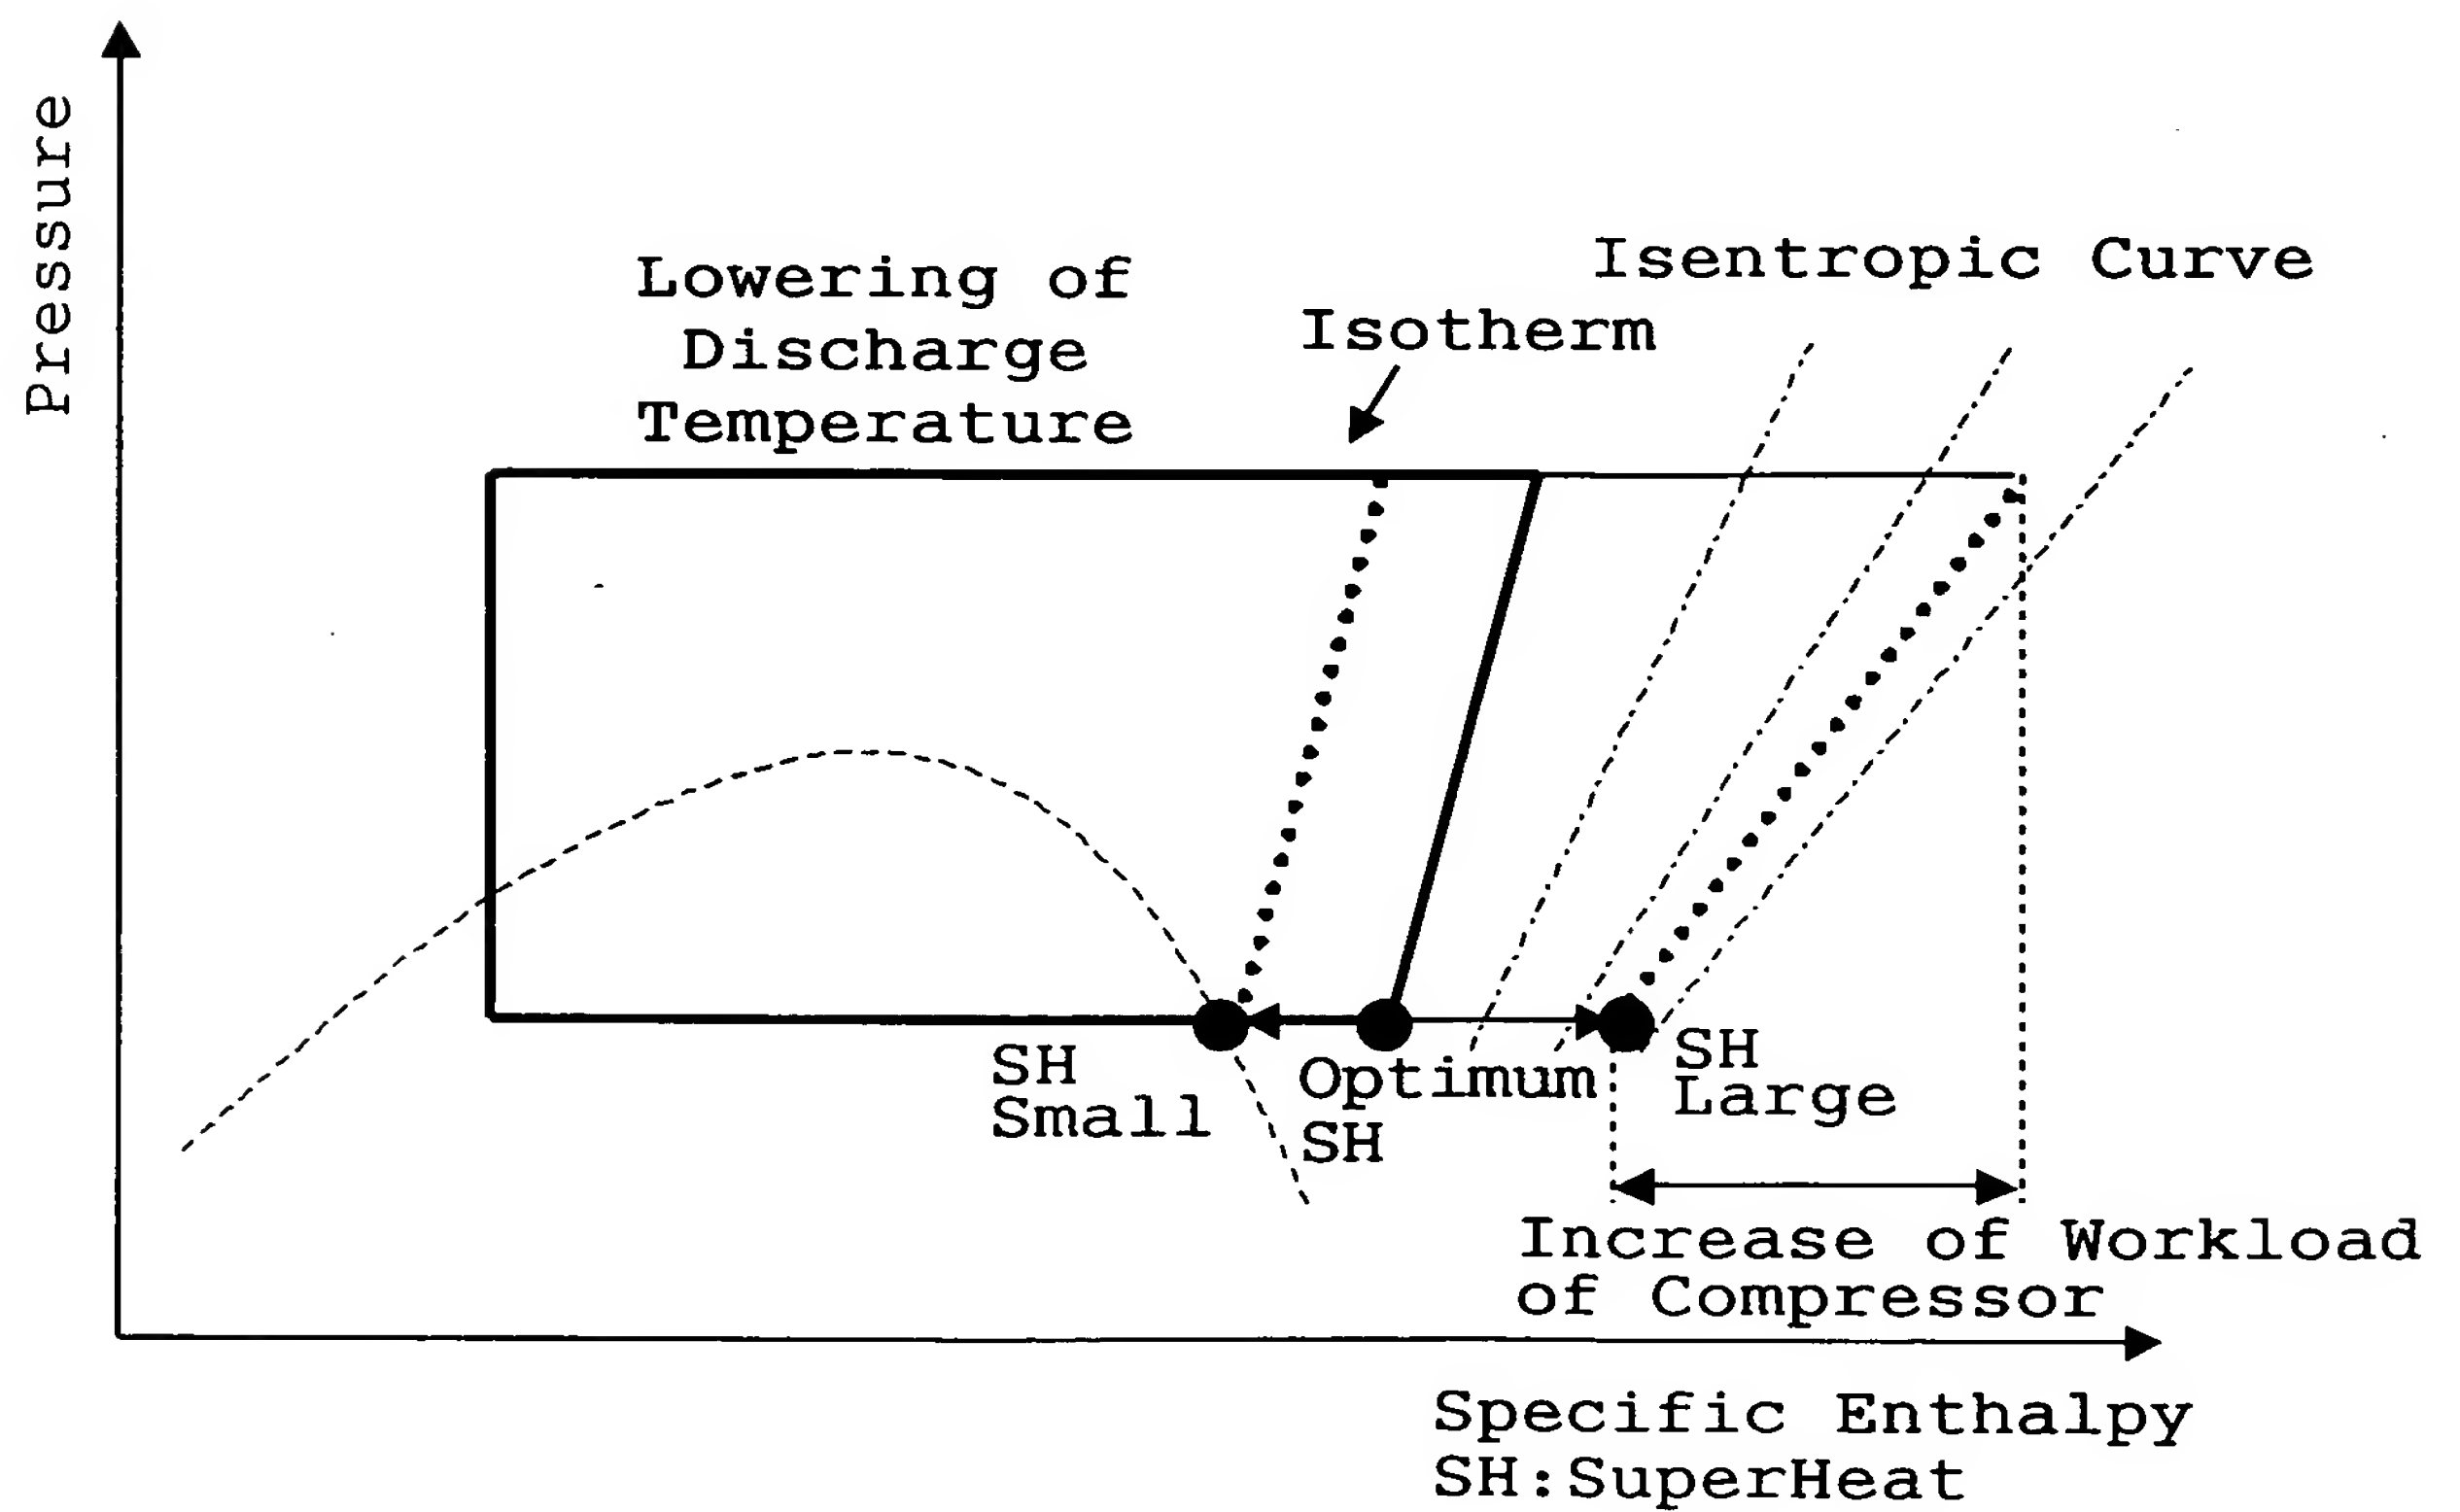 Pressure
Lowering of
Discharge
Temperature
Isotherm
Isentropic Curve
SH
Small
Optimum
SH
SH
Large
Increase of Workload
of Compressor
Specific Enthalpy
SH:SuperHeat